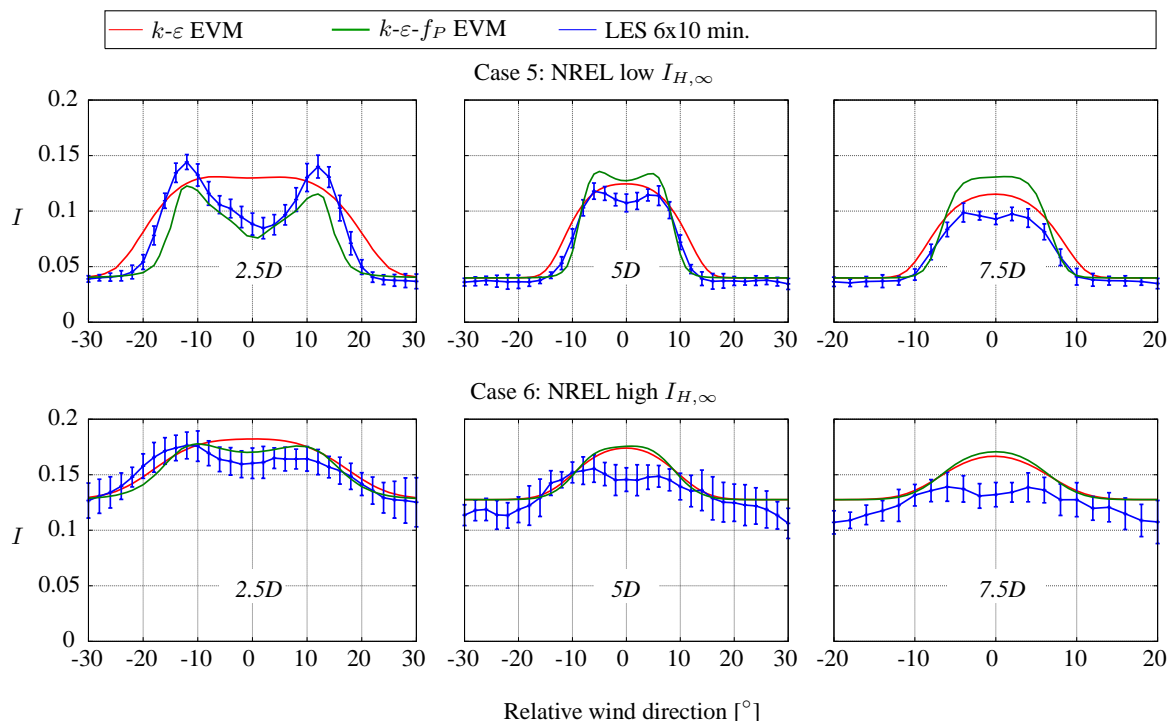 k-ε EVM k-ε-f_P EVM LES 6x10 min.
Case 5: NREL low I_{H,∞}
0.2
0.15
0.1
0.05
0
I
2.5D 5D 7.5D
-30 -20 -10 0 10 20 30 -30 -20 -10 0 10 20 30 -20 -10 0 10 20
Case 6: NREL high I_{H,∞}
0.2
0.15
0.1
0.05
0
I
2.5D 5D 7.5D
-30 -20 -10 0 10 20 30 -30 -20 -10 0 10 20 30 -20 -10 0 10 20
Relative wind direction [°]